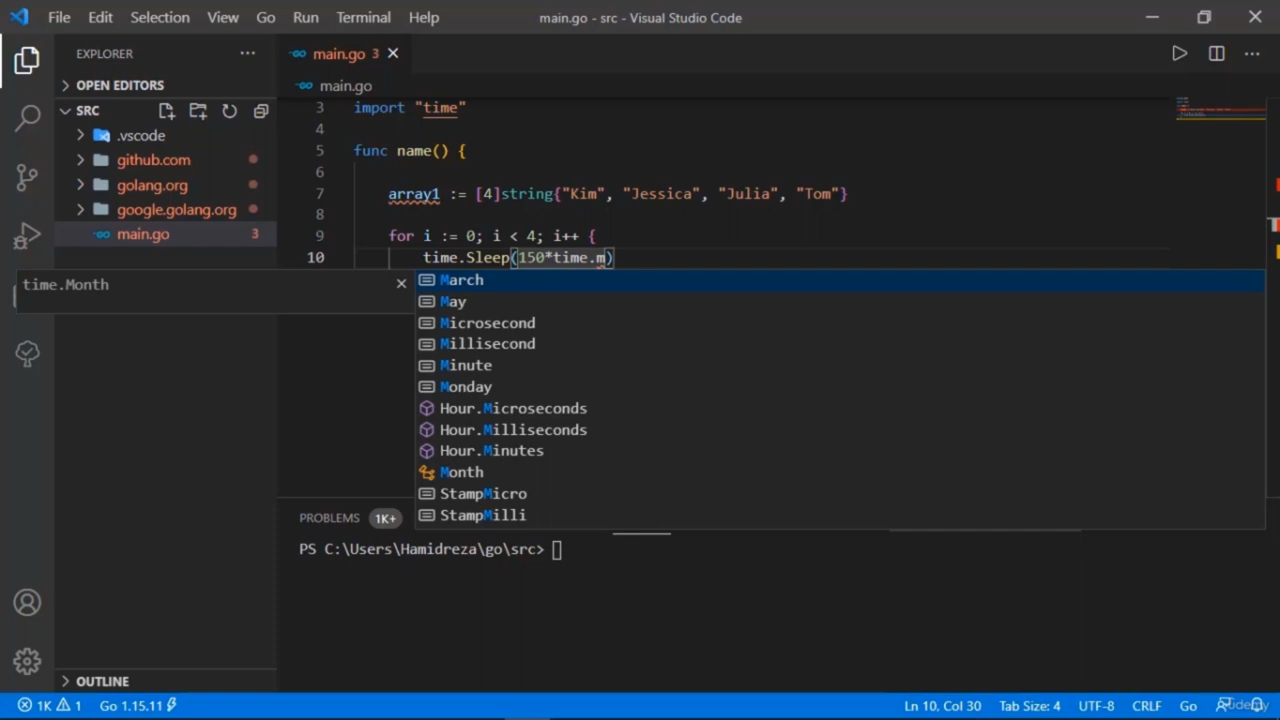 File Edit Selection View Go Run Terminal Help main.go - src - Visual Studio Code
EXPLORER
OPEN EDITORS
SRC
.vscode
github.com
golang.org
google.golang.org
main.go 3
OUTLINE
main.go 3
main.go
3 import "time"
4
5 func name() {
6
7 array1 := [4]string{"Kim", "Jessica", "Julia", "Tom"}
8
9 for i := 0; i < 4; i++ {
10 time.Sleep(150*time.m)
time.Month
March
May
Microsecond
Millisecond
Minute
Monday
Hour.Microseconds
Hour.Milliseconds
Hour.Minutes
Month
StampMicro
StampMilli
PROBLEMS 1K+
PS C:\Users\Hamidreza\go\src>
1K 1 Go 1.15.11 Ln 10, Col 30 Tab Size: 4 UTF-8 CRLF Go
Udemy